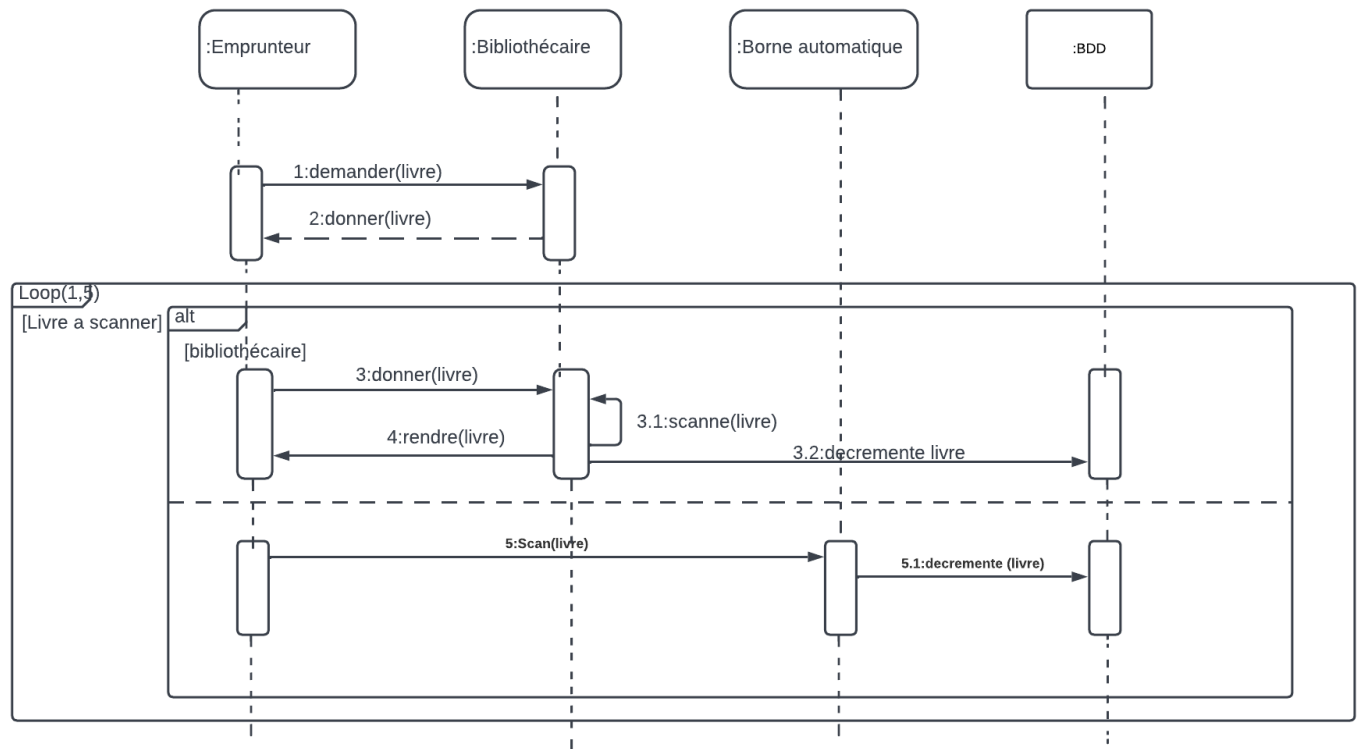 :Emprunteur
:Bibliothécaire
:Borne automatique
:BDD
1:demander(livre)
2:donner(livre)
Loop(1,5)
[Livre a scanner]
alt
[bibliothécaire]
3:donner(livre)
3.1:scanne(livre)
4:rendre(livre)
3.2:decremente livre
5:Scan(livre)
5.1:decremente (livre)